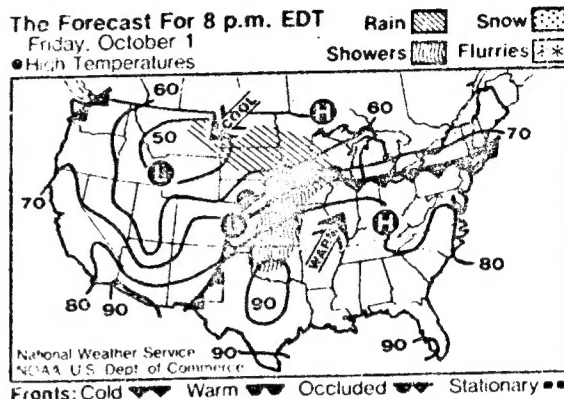 The Forecast For 8 p.m. EDT
Friday, October 1
●High Temperatures
Rain
Snow
Showers
Flurries
60
COOL
H
60
50
70
L
70
L
H
WARM
80
80
90
90
90
90
National Weather Service
NOAA U.S. Dept. of Commerce
Fronts: Cold
Warm
Occluded
Stationary